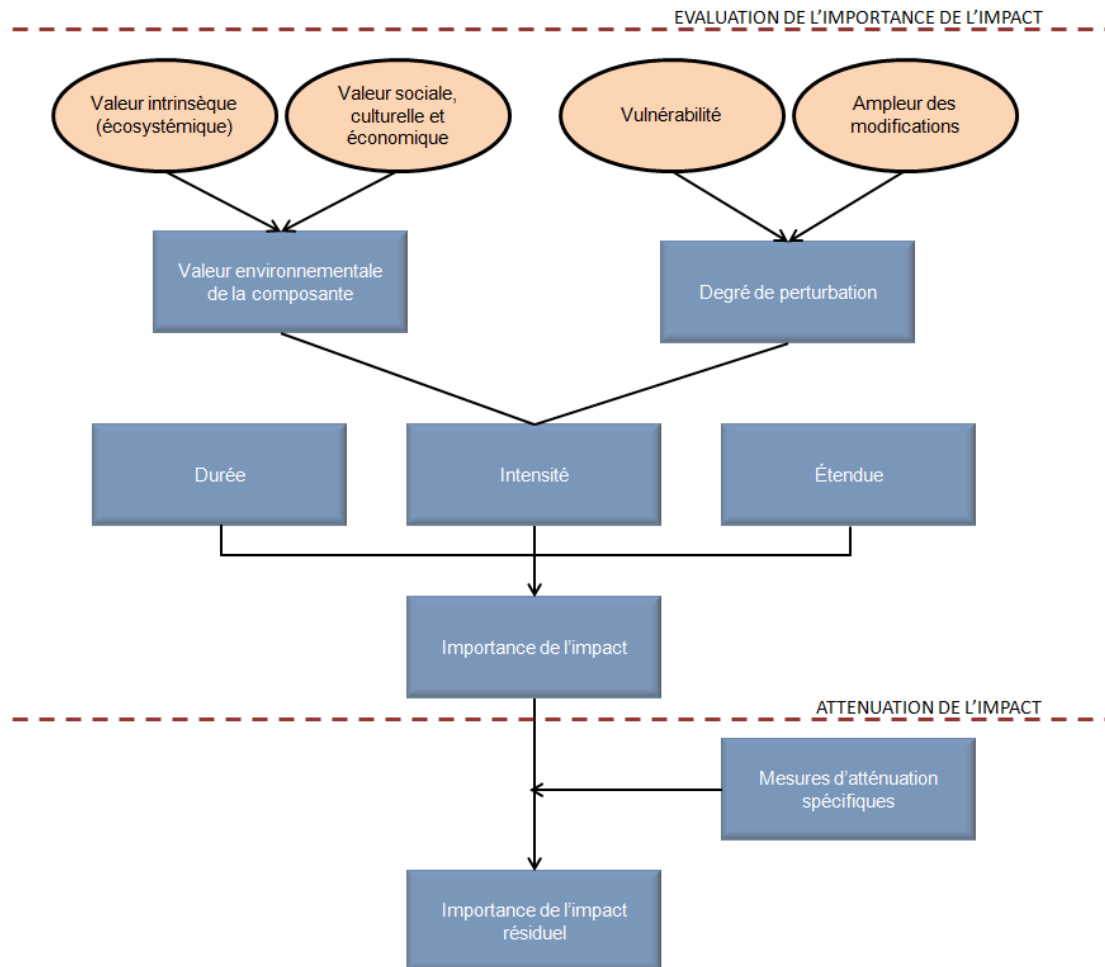 EVALUATION DE L'IMPORTANCE DE L'IMPACT
Valeur intrinsèque
(écosystémique)
Valeur sociale,
culturelle et
économique
Vulnérabilité
Ampleur des
modifications
Valeur environnementale
de la composante
Degré de perturbation
Durée
Intensité
Étendue
Importance de l'impact
ATTENUATION DE L'IMPACT
Mesures d'atténuation
spécifiques
Importance de l'impact
résiduel